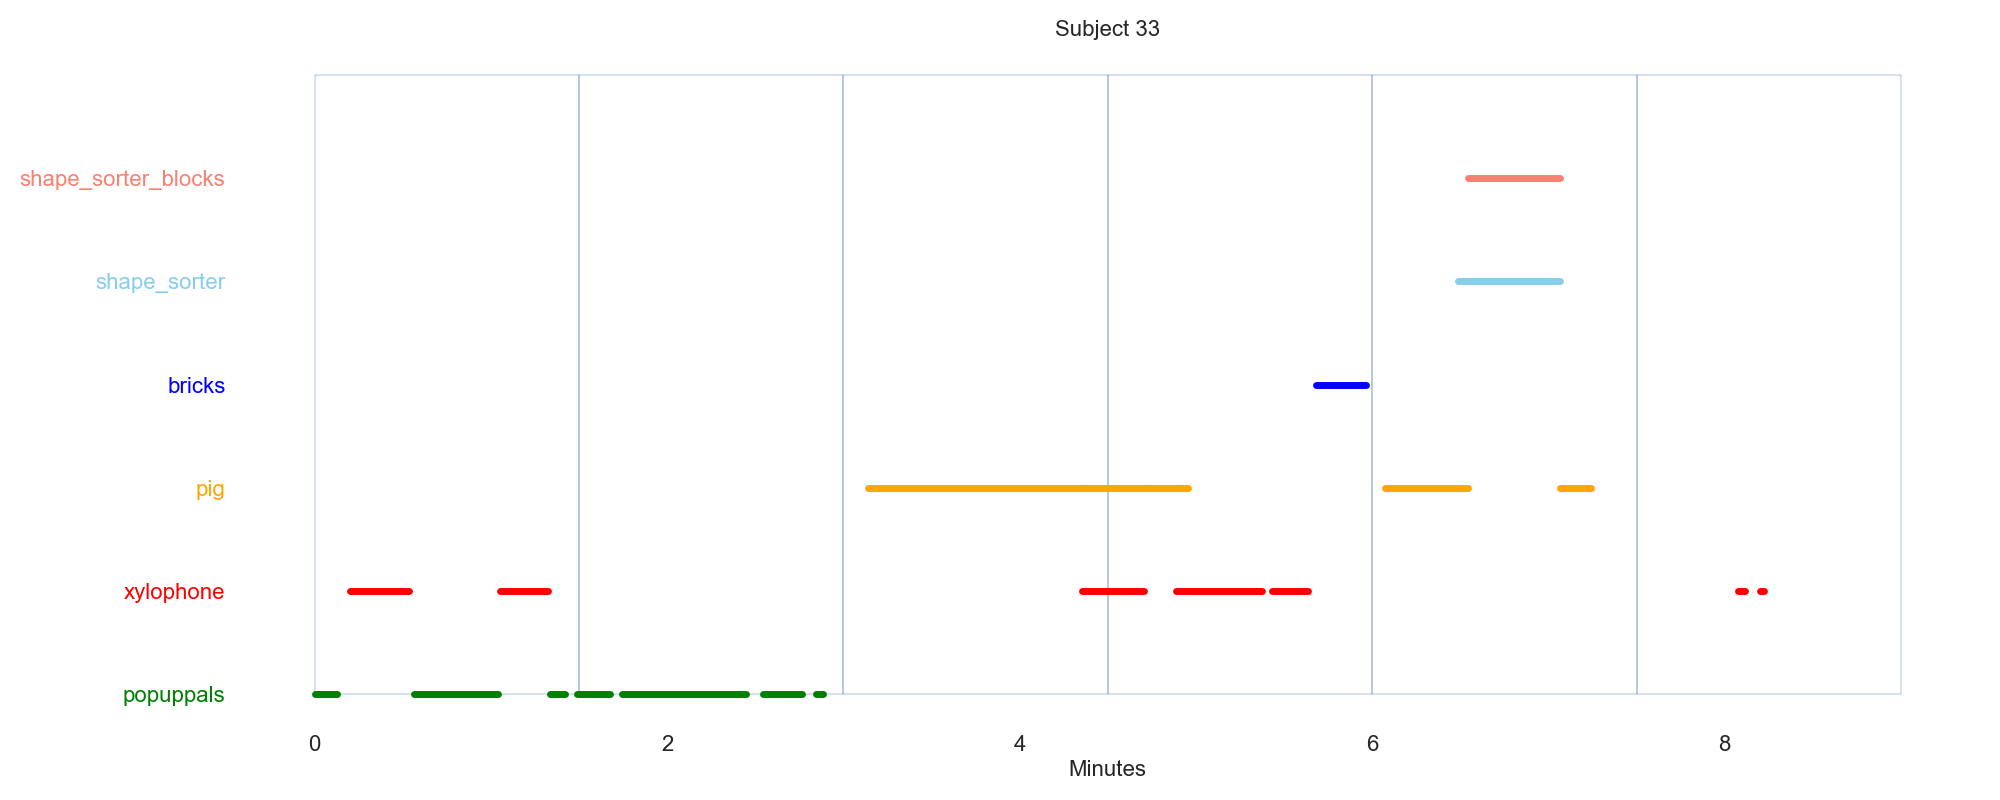 Subject 33
shape_sorter_blocks
shape_sorter
bricks
pig
xylophone
popuppals
0 2 4 6 8
Minutes